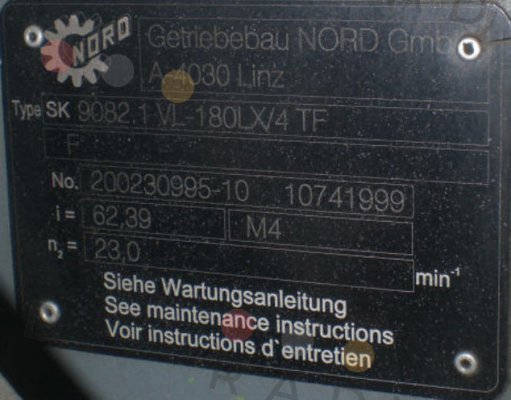 NORD
Getriebebau NORD Gmb
A-4030 Linz
Type SK 9082.1 VL-180LX/4 TF
F
No. 200230995-10 10741999
i = 62,39 M4
n₂ = 23,0 min⁻¹
Siehe Wartungsanleitung
See maintenance instructions
Voir instructions d`entretien